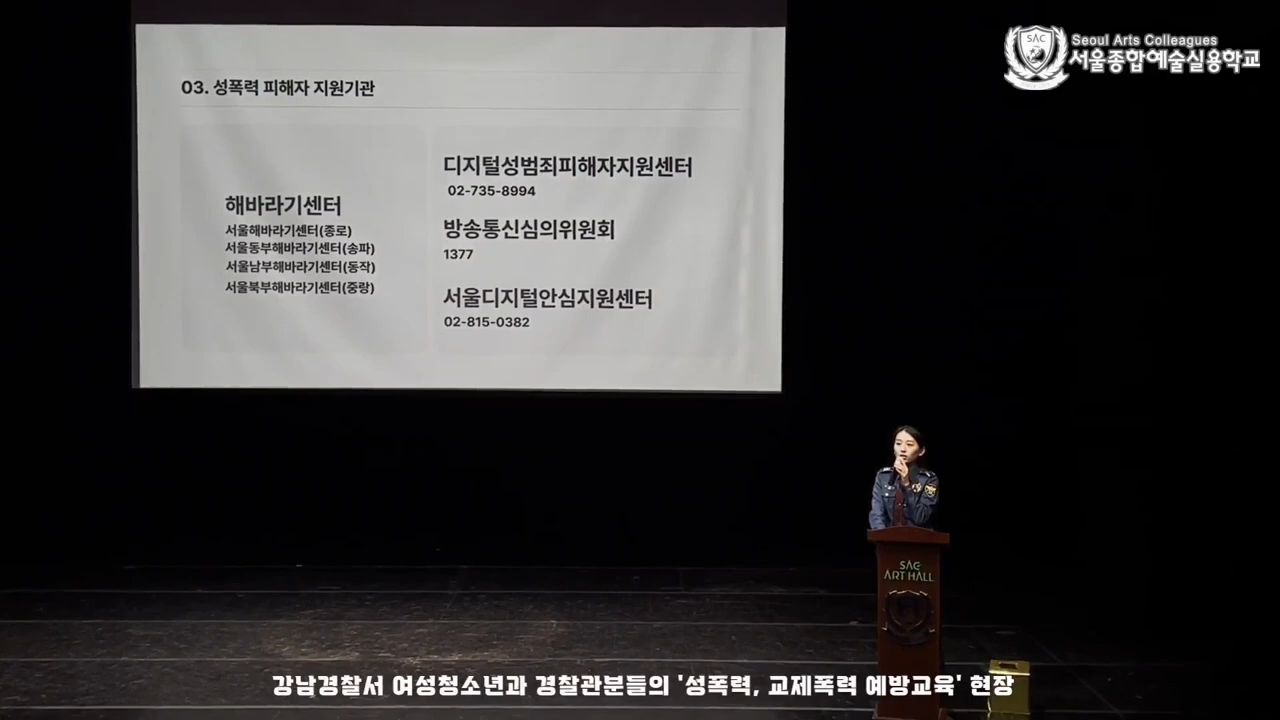 03. 성폭력 피해자 지원기관
해바라기센터
서울해바라기센터(종로)
서울동부해바라기센터(송파)
서울남부해바라기센터(동작)
서울북부해바라기센터(중랑)
디지털성범죄피해자지원센터
02-735-8994
방송통신심의위원회
1377
서울디지털안심지원센터
02-815-0382
SAC
Seoul Arts Colleagues
서울종합예술실용학교
SAC
ART HALL
강남경찰서 여성청소년과 경찰관분들의 '성폭력, 교제폭력 예방교육' 현장